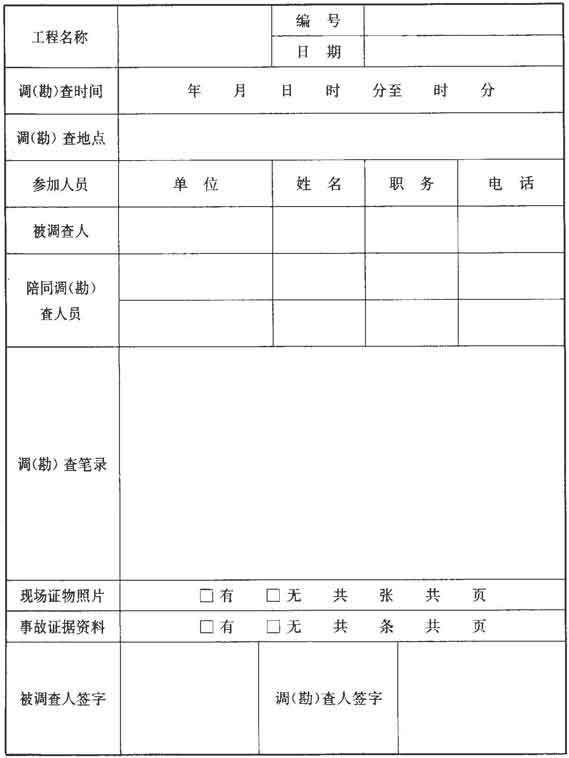 工程名称
编 号
日 期
调(勘)查时间 年 月 日 时 分至 时 分
调(勘)查地点
参加人员 单 位 姓 名 职 务 电 话
被调查人
陪同调(勘)
查人员
调(勘)查笔录
现场证物照片 □有 □无 共 张 共 页
事故证据资料 □有 □无 共 条 共 页
被调查人签字 调(勘)查人签字